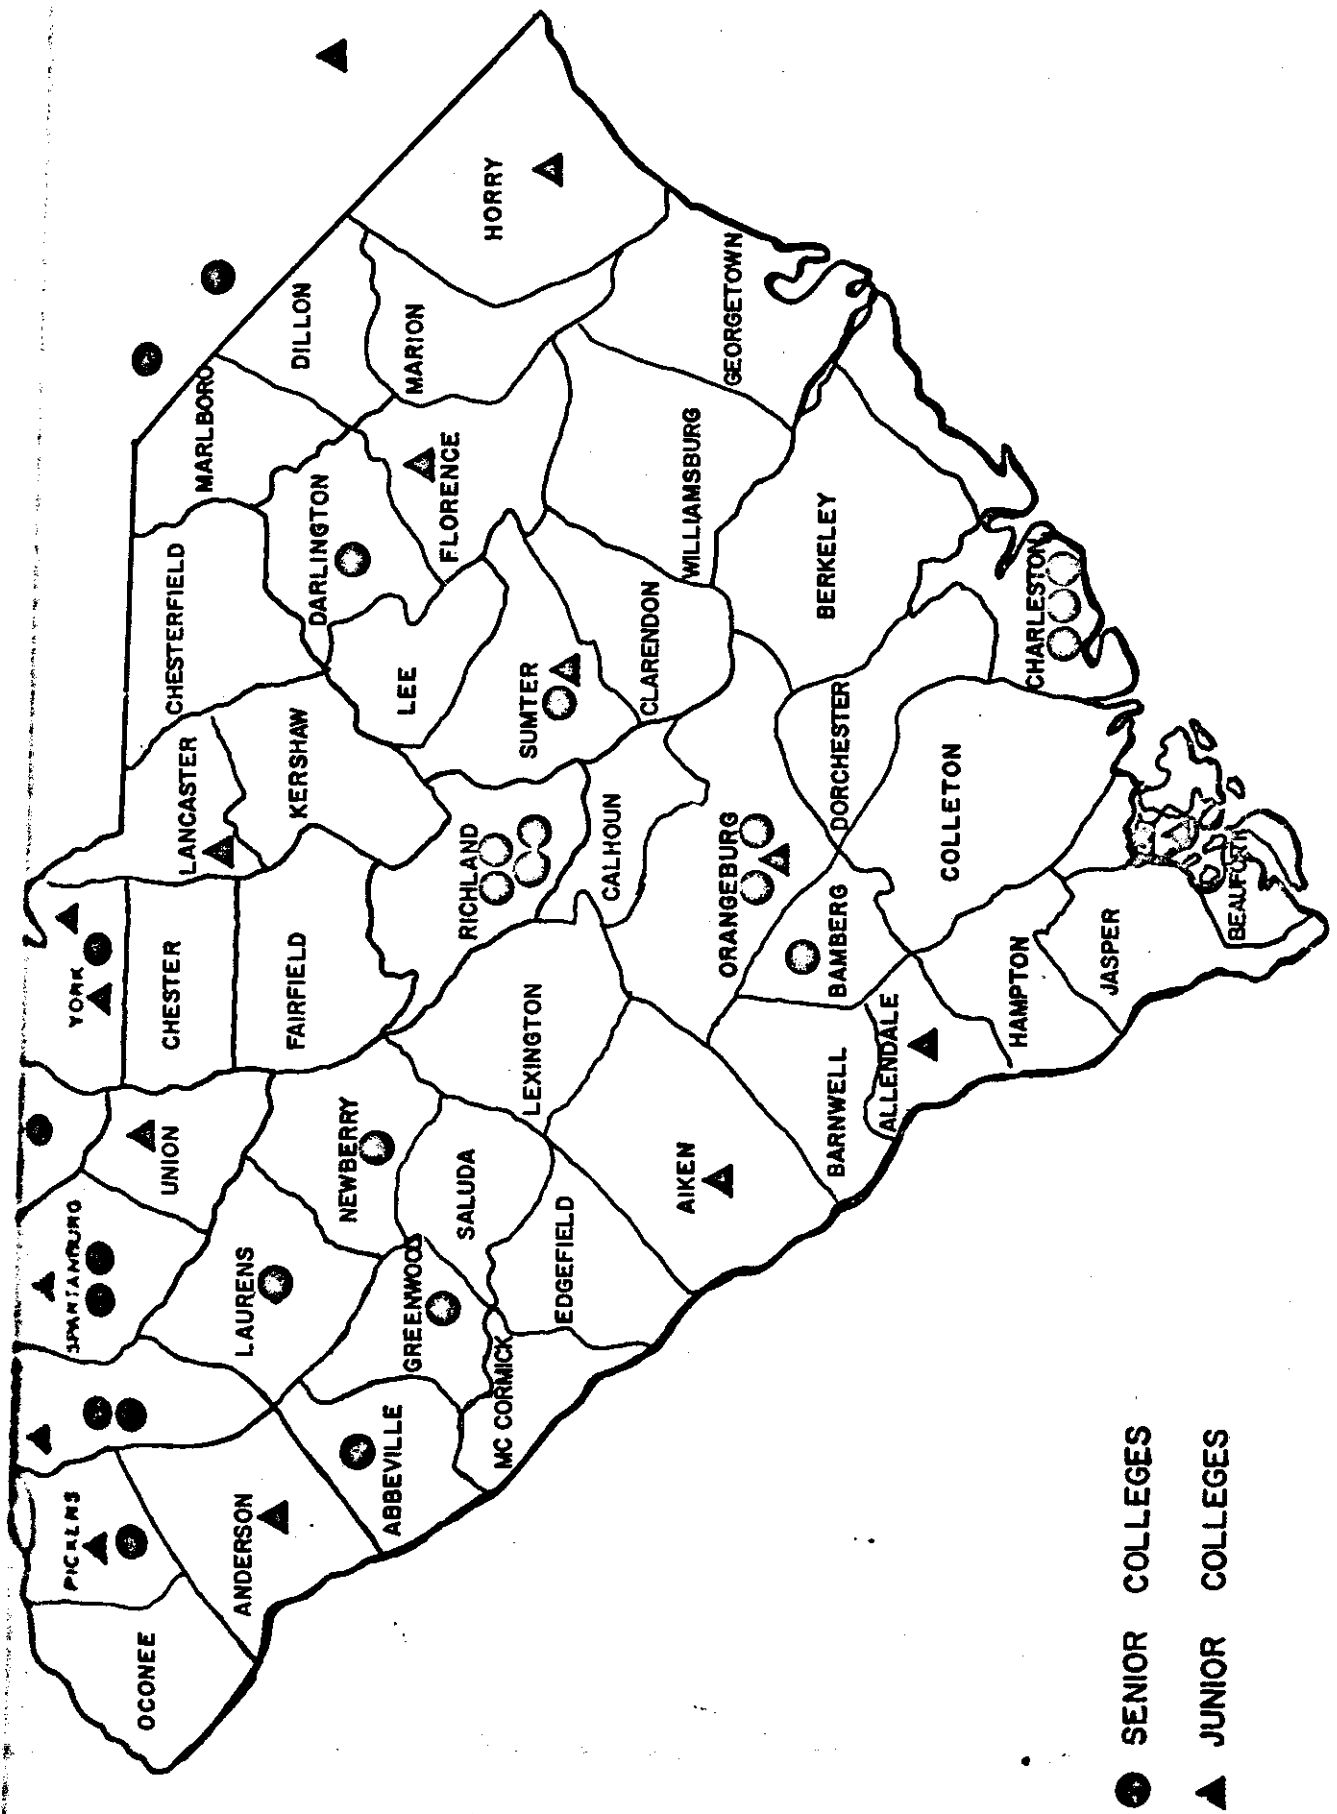 OCONEE
PICKENS
ANDERSON
SPARTANBURG
LAURENS
ABBEVILLE
GREENWOOD
MC CORMICK
UNION
NEWBERRY
SALUDA
EDGEFIELD
YORK
CHESTER
FAIRFIELD
LEXINGTON
AIKEN
BARNWELL
ALLENDALE
LANCASTER
KERSHAW
RICHLAND
CALHOUN
ORANGEBURG
BAMBERG
HAMPTON
JASPER
BEAUFORT
CHESTERFIELD
LEE
SUMTER
CLARENDON
DORCHESTER
COLLETON
MARLBORO
DARLINGTON
FLORENCE
WILLIAMSBURG
BERKELEY
CHARLESTON
DILLON
MARION
HORRY
GEORGETOWN
SENIOR COLLEGES
JUNIOR COLLEGES